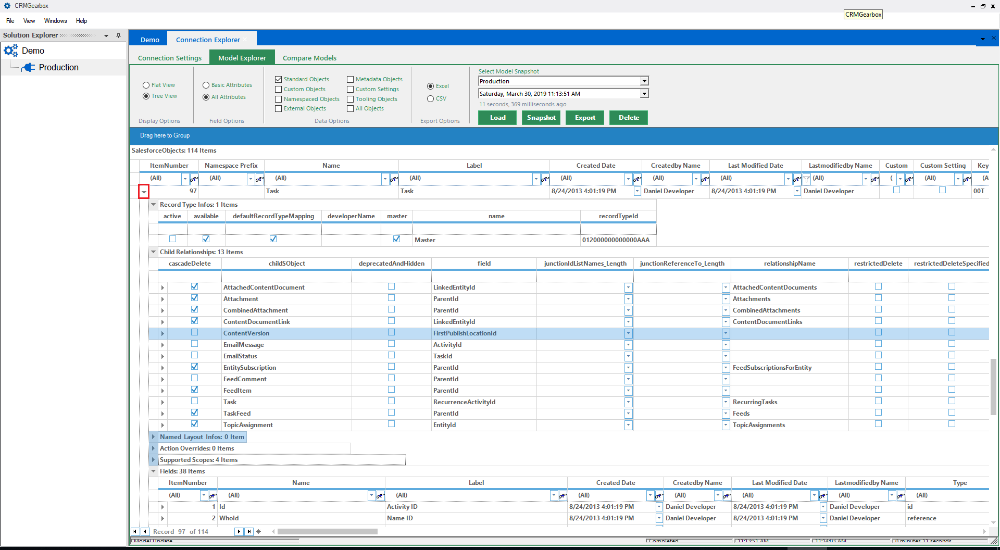 CRMGearbox
CRMGearbox
File View Windows Help
Solution Explorer
Demo
Production
Demo Connection Explorer
Connection Settings Model Explorer Compare Models
Flat View
Tree View
Display Options
Basic Attributes
All Attributes
Field Options
Standard Objects Metadata Objects
Custom Objects Custom Settings
Namespaced Objects Tooling Objects
External Objects All Objects
Data Options
Excel
CSV
Export Options
Select Model Snapshot
Production
Saturday, March 30, 2019 11:13:51 AM
11 seconds, 369 milliseconds ago
Load Snapshot Export Delete
Drag here to Group
SalesforceObjects: 114 Items
ItemNumber Namespace Prefix Name Label Created Date Createdby Name Last Modified Date Lastmodifiedby Name Custom Custom Setting Key
(All) (All) (All) (All) (All) (All) (All) (All) ( (All) (Al
97 Task Task 8/24/2013 4:01:19 PM Daniel Developer 8/24/2013 4:01:19 PM Daniel Developer 00T
Record Type Infos: 1 Items
active available defaultRecordTypeMapping developerName master name recordTypeId
Master 012000000000000AAA
Child Relationships: 13 Items
cascadeDelete childSObject deprecatedAndHidden field junctionIdListNames_Length junctionReferenceTo_Length relationshipName restrictedDelete restrictedDeleteSpecified
AttachedContentDocument LinkedEntityId AttachedContentDocuments
Attachment ParentId Attachments
CombinedAttachment ParentId CombinedAttachments
ContentDocumentLink LinkedEntityId ContentDocumentLinks
ContentVersion FirstPublishLocationId
EmailMessage ActivityId
EmailStatus TaskId
EntitySubscription ParentId FeedSubscriptionsForEntity
FeedComment ParentId
FeedItem ParentId
Task RecurrenceActivityId RecurringTasks
TaskFeed ParentId Feeds
TopicAssignment EntityId TopicAssignments
Named Layout Infos: 0 Item
Action Overrides: 0 Items
Supported Scopes: 4 Items
Fields: 38 Items
ItemNumber Name Label Created Date Createdby Name Last Modified Date Lastmodifiedby Name Type
(All) (All) (All) (All) (All) (All) (All) (All)
1 Id Activity ID 8/24/2013 4:01:19 PM Daniel Developer 8/24/2013 4:01:19 PM Daniel Developer id
2 WhoId Name ID 8/24/2013 4:01:19 PM Daniel Developer 8/24/2013 4:01:19 PM Daniel Developer reference
Record 97 of 114
Model Update Completed 11:13:51 AM 11:14:03 AM 0 minutes 11 seconds